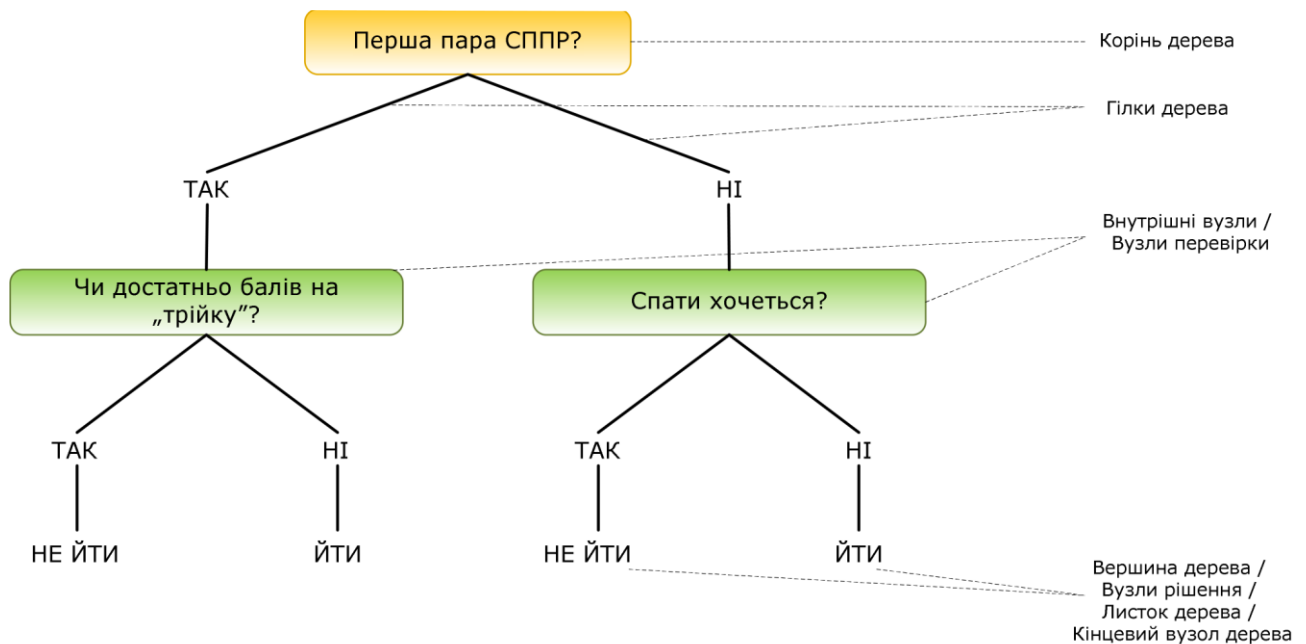 Перша пара СППР?
Корінь дерева
Гілки дерева
ТАК
НІ
Внутрішні вузли /
Вузли перевірки
Чи достатньо балів на
„трійку”?
Спати хочеться?
ТАК
НІ
ТАК
НІ
НЕ ЙТИ
ЙТИ
НЕ ЙТИ
ЙТИ
Вершина дерева /
Вузли рішення /
Листок дерева /
Кінцевий вузол дерева